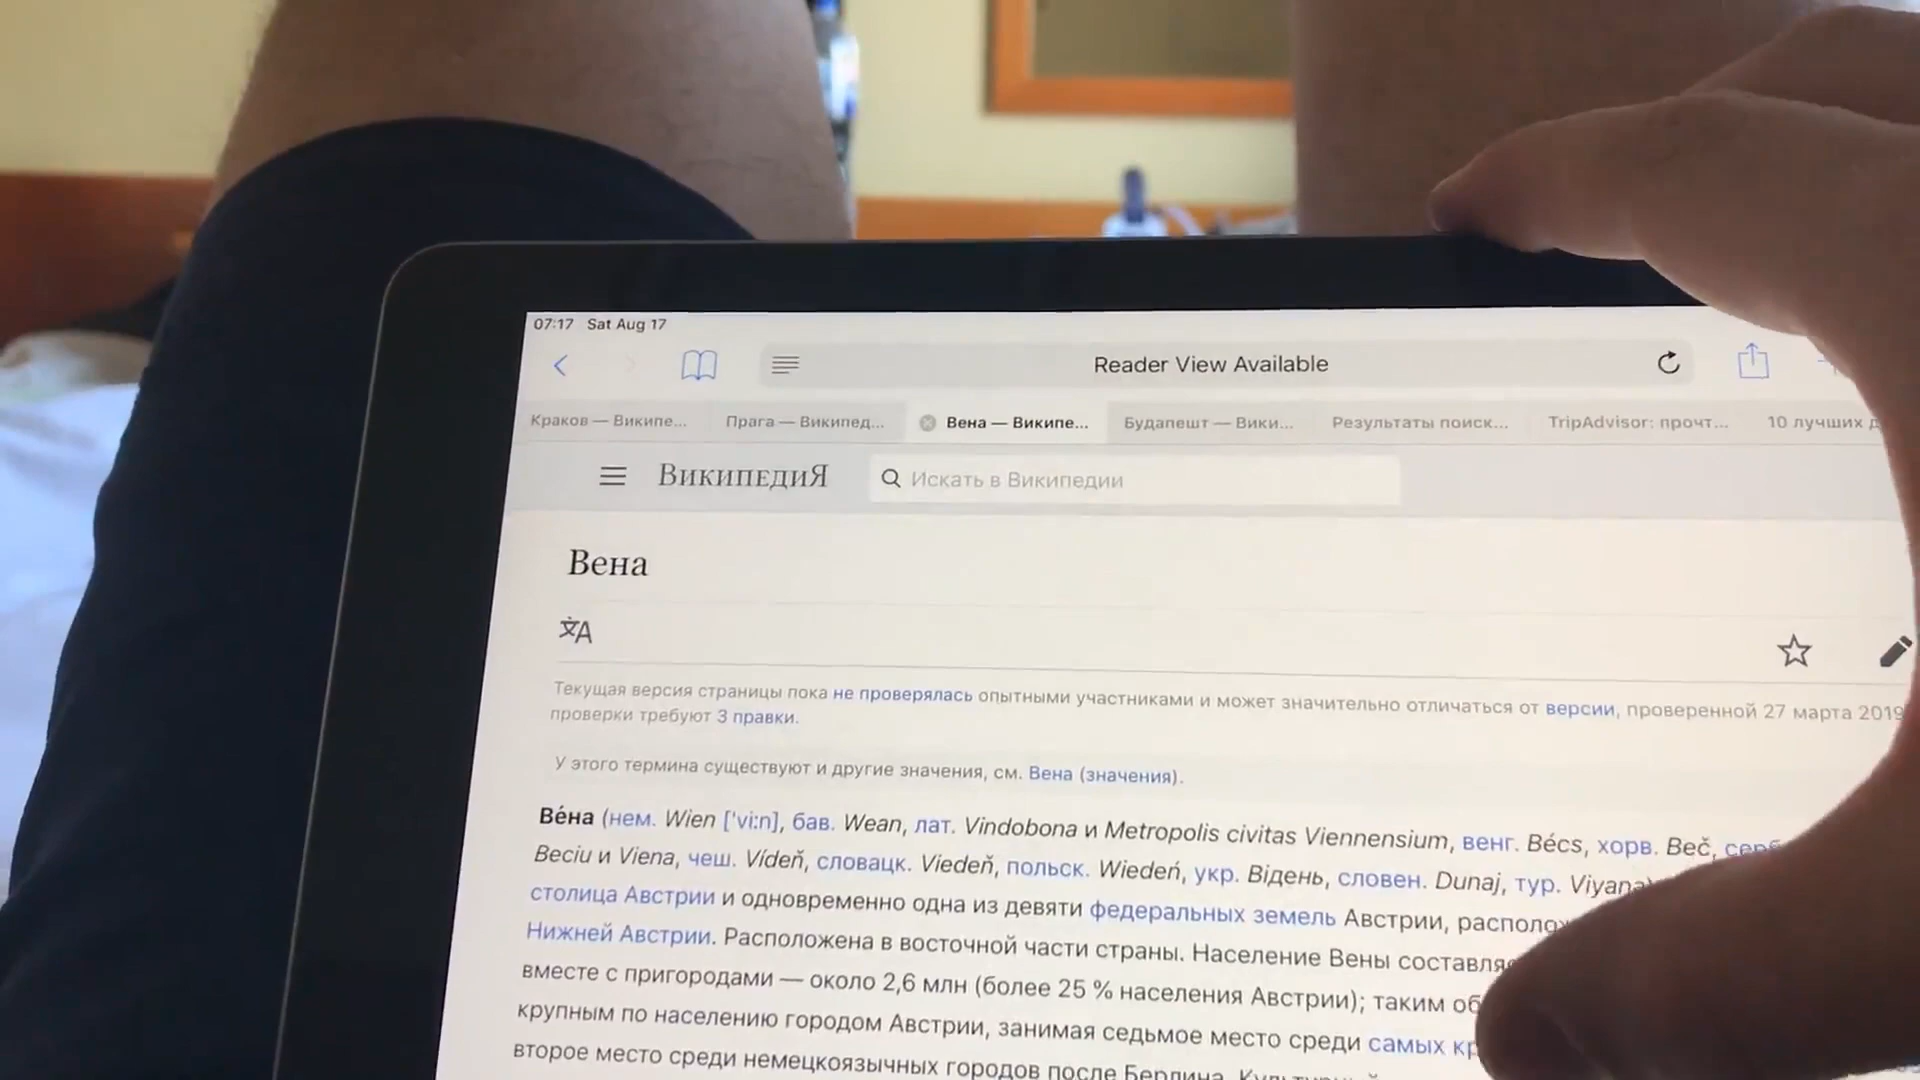 07:17 Sat Aug 17
Reader View Available
Краков — Википе... Прага — Википед... Вена — Википе... Будапешт — Вики... Результаты поиск... TripAdvisor: прочт... 10 лучших
ВикипедиЯ Искать в Википедии
Вена
Текущая версия страницы пока не проверялась опытными участниками и может значительно отличаться от версии, проверенной 27 марта 2019
проверки требуют 3 правки.
У этого термина существуют и другие значения, см. Вена (значения).
Ве́на (нем. Wien ['vi:n], бав. Wean, лат. Vindobona и Metropolis civitas Viennensium, венг. Bécs, хорв. Beč,
Beciu и Viena, чеш. Vídeň, словацк. Viedeň, польск. Wiedeń, укр. Відень, словен. Dunaj, тур. Viyana)
столица Австрии и одновременно одна из девяти федеральных земель Австрии,
Нижней Австрии. Расположена в восточной части страны. Население Вены
вместе с пригородами — около 2,6 млн (более 25 % населения Австрии); таким
крупным по населению городом Австрии, занимая седьмое место среди самых
второе место среди немецкоязычных городов после Берлина.